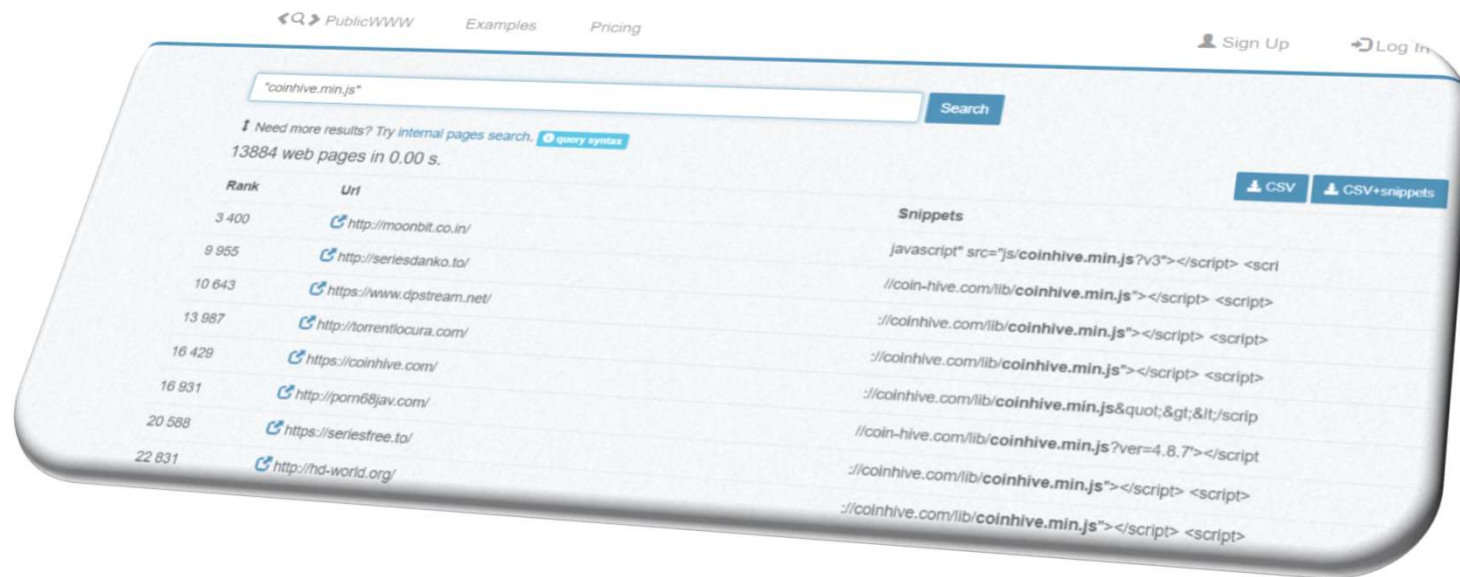 PublicWWW Examples Pricing Sign Up Log In
"coinhive.min.js" Search
Need more results? Try internal pages search. query syntax
13884 web pages in 0.00 s.
CSV CSV+snippets
Rank Url Snippets
3 400 http://moonbit.co.in/ javascript" src="js/coinhive.min.js?v3"></script> <scri
9 955 http://seriesdanko.to/ //coin-hive.com/lib/coinhive.min.js"></script> <script>
10 643 https://www.dpstream.net/ ://coinhive.com/lib/coinhive.min.js"></script> <script>
13 987 http://torrentlocura.com/ ://coinhive.com/lib/coinhive.min.js"></script> <script>
16 429 https://coinhive.com/ ://coinhive.com/lib/coinhive.min.js&quot;&gt;&lt;/scrip
16 931 http://porn68jav.com/ //coin-hive.com/lib/coinhive.min.js?ver=4.8.7'></script
20 588 https://seriesfree.to/ ://coinhive.com/lib/coinhive.min.js"></script> <script>
22 831 http://hd-world.org/ ://coinhive.com/lib/coinhive.min.js"></script> <script>